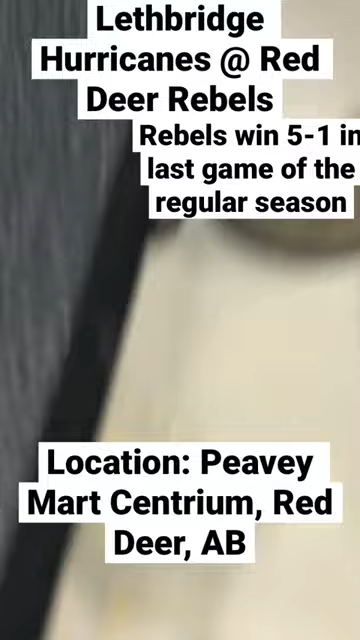 Lethbridge
Hurricanes @ Red
Deer Rebels
Rebels win 5-1 in
last game of the
regular season
Location: Peavey
Mart Centrium, Red
Deer, AB